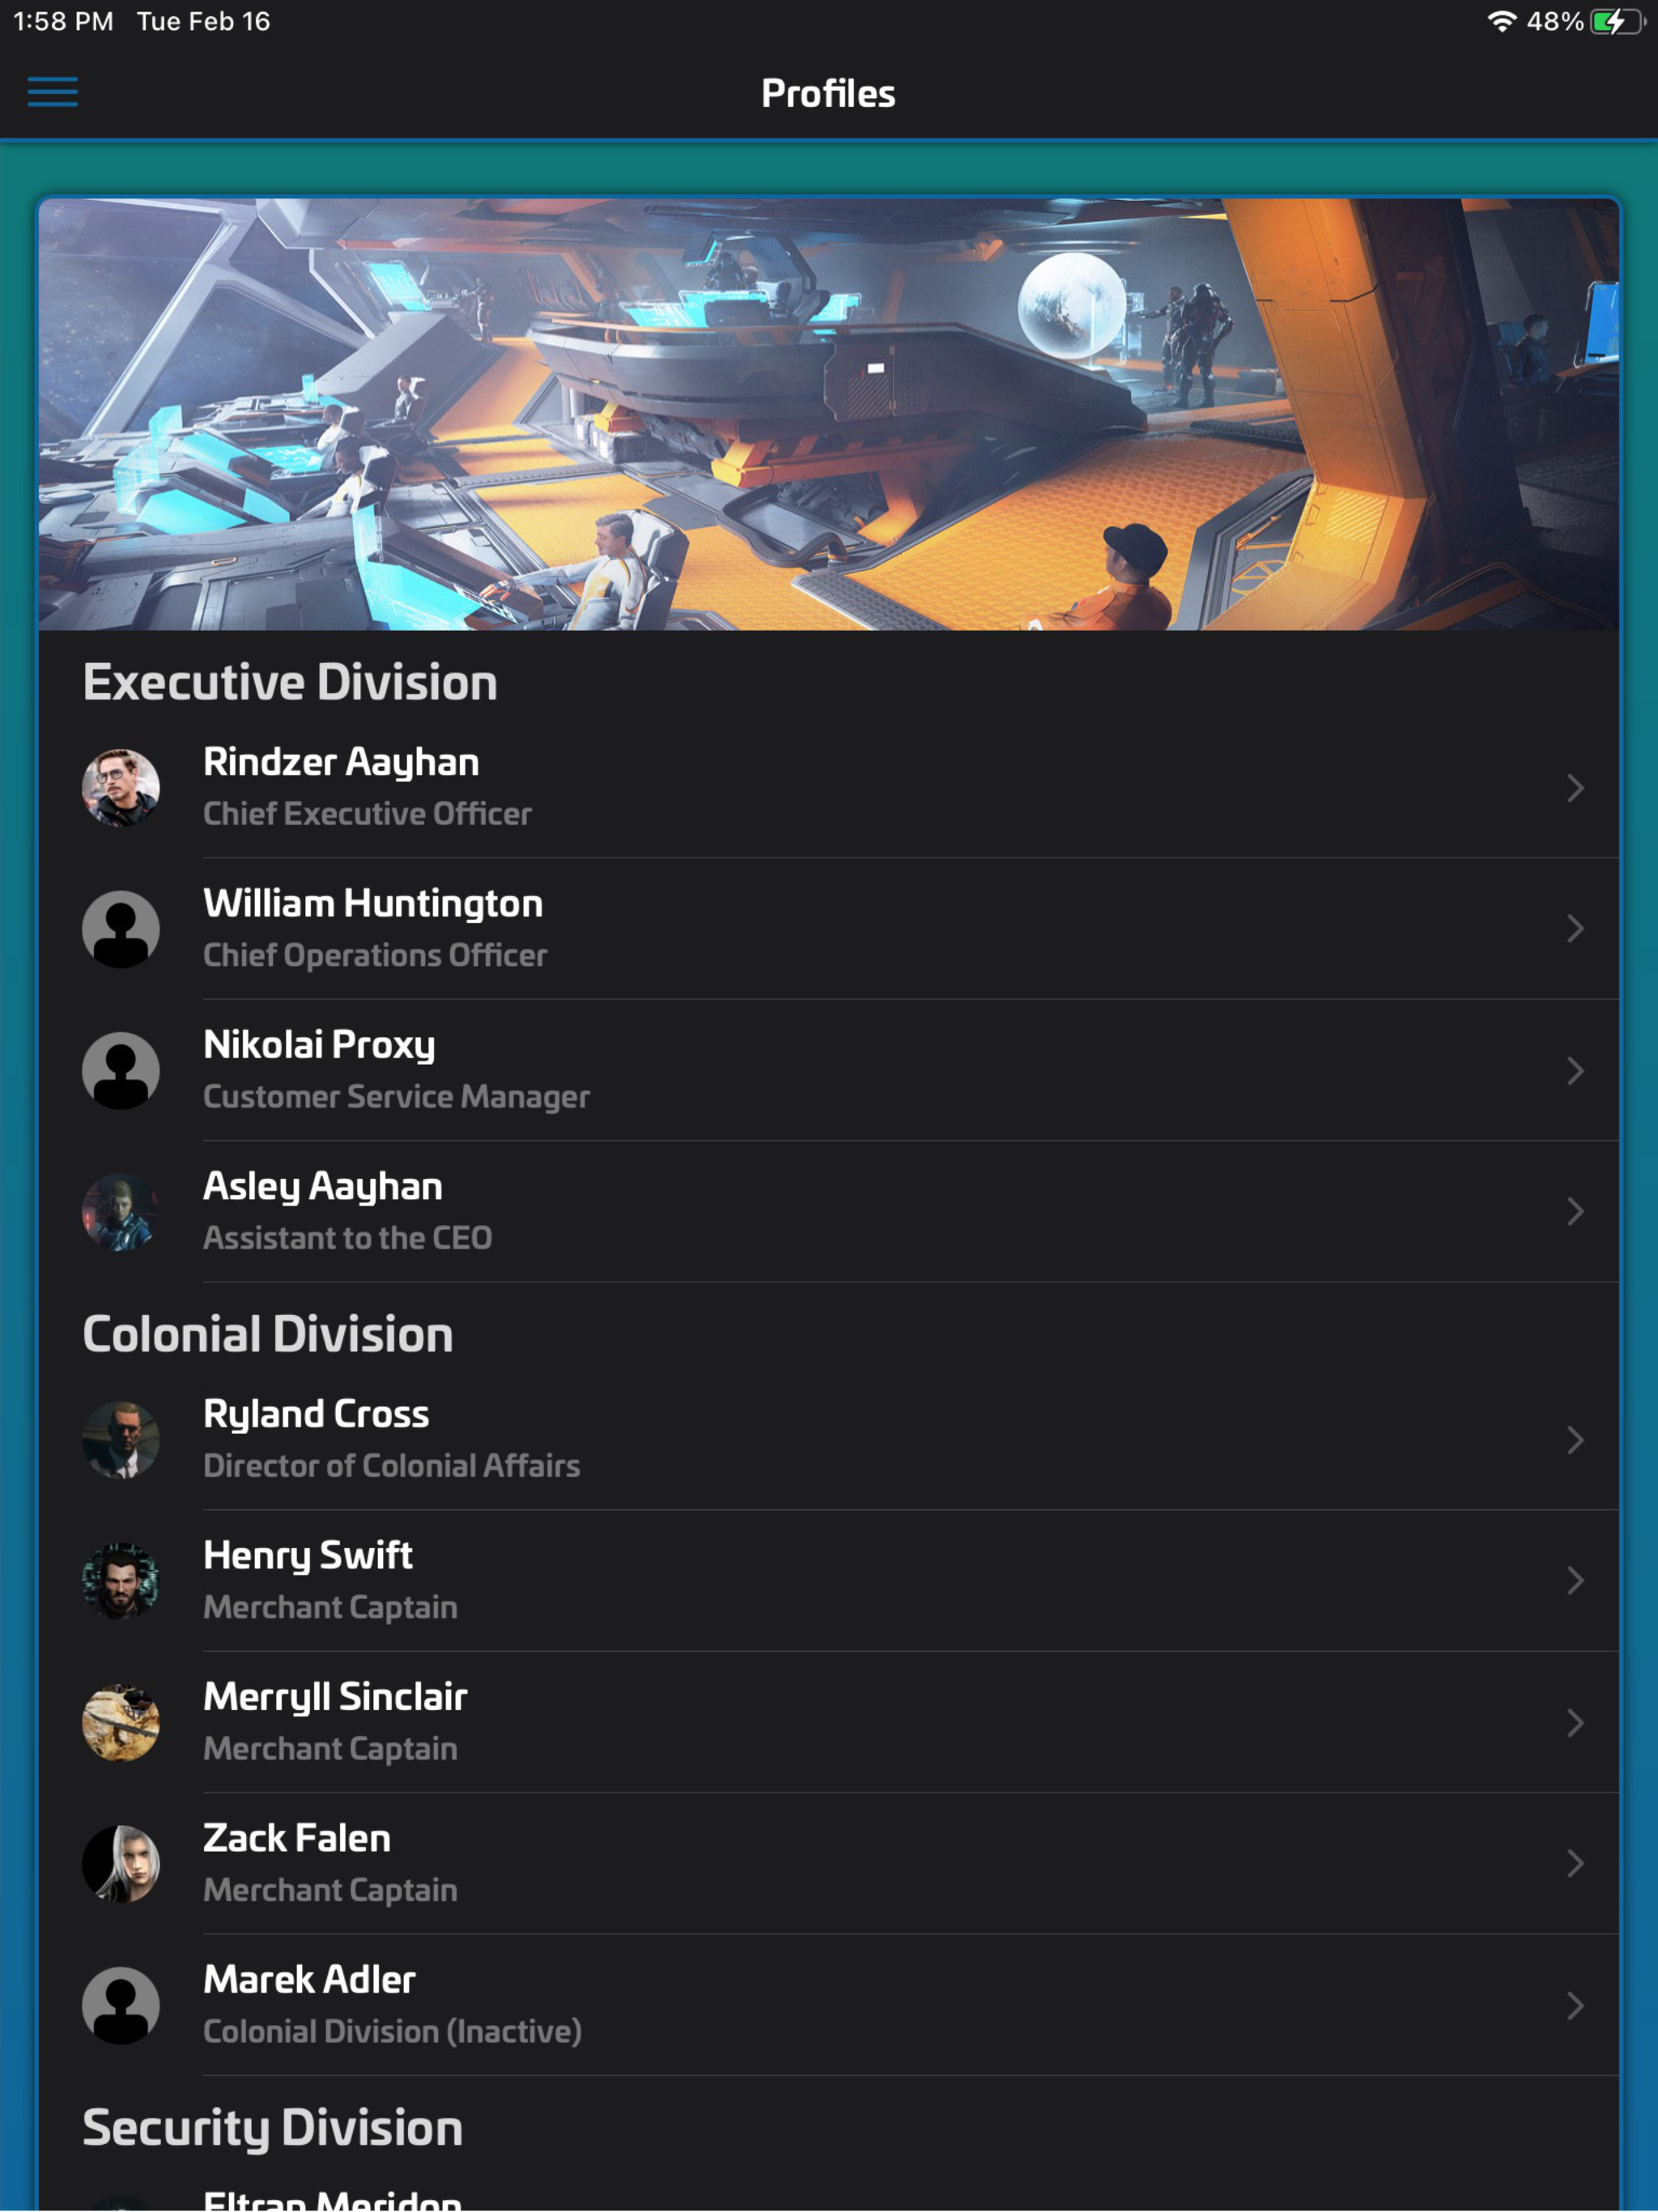 1:58 PM Tue Feb 16
48%
Profiles
Executive Division
Rindzer Aayhan
Chief Executive Officer
William Huntington
Chief Operations Officer
Nikolai Proxy
Customer Service Manager
Asley Aayhan
Assistant to the CEO
Colonial Division
Ryland Cross
Director of Colonial Affairs
Henry Swift
Merchant Captain
Merryll Sinclair
Merchant Captain
Zack Falen
Merchant Captain
Marek Adler
Colonial Division (Inactive)
Security Division
Eltran Meridon